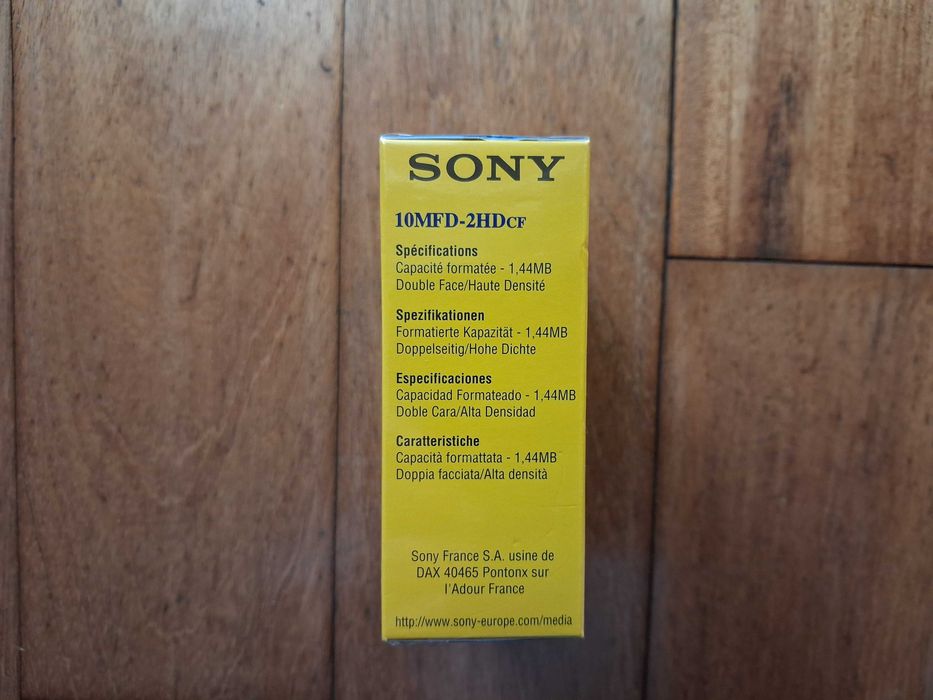 SONY
10MFD-2HDCF
Spécifications
Capacité formatée - 1,44MB
Double Face/Haute Densité
Spezifikationen
Formatierte Kapazität - 1,44MB
Doppelseitig/Hohe Dichte
Especificaciones
Capacidad Formateado - 1,44MB
Doble Cara/Alta Densidad
Caratteristiche
Capacità formattata - 1,44MB
Doppia facciata/Alta densità
Sony France S.A. usine de
DAX 40465 Pontonx sur
l'Adour France
http://www.sony-europe.com/media